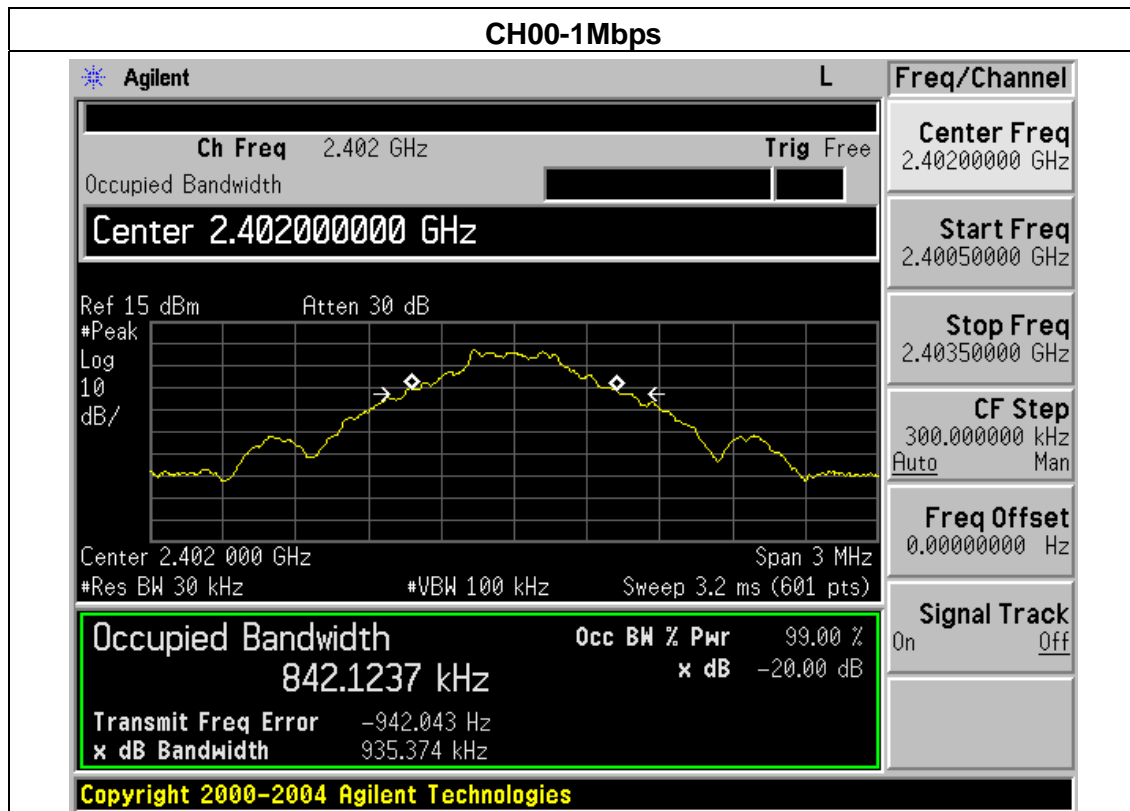 CH00-1Mbps
Agilent L Freq/Channel
Ch Freq 2.402 GHz Trig Free
Occupied Bandwidth
Center 2.402000000 GHz
Ref 15 dBm Atten 30 dB
#Peak
Log
10
dB/
Center 2.402 000 GHz Span 3 MHz
#Res BW 30 kHz #VBW 100 kHz Sweep 3.2 ms (601 pts)
Occupied Bandwidth
842.1237 kHz
Occ BW % Pwr 99.00 %
x dB -20.00 dB
Transmit Freq Error -942.043 Hz
x dB Bandwidth 935.374 kHz
Copyright 2000-2004 Agilent Technologies
Center Freq
2.40200000 GHz
Start Freq
2.40050000 GHz
Stop Freq
2.40350000 GHz
CF Step
300.000000 kHz
Auto Man
Freq Offset
0.00000000 Hz
Signal Track
On Off